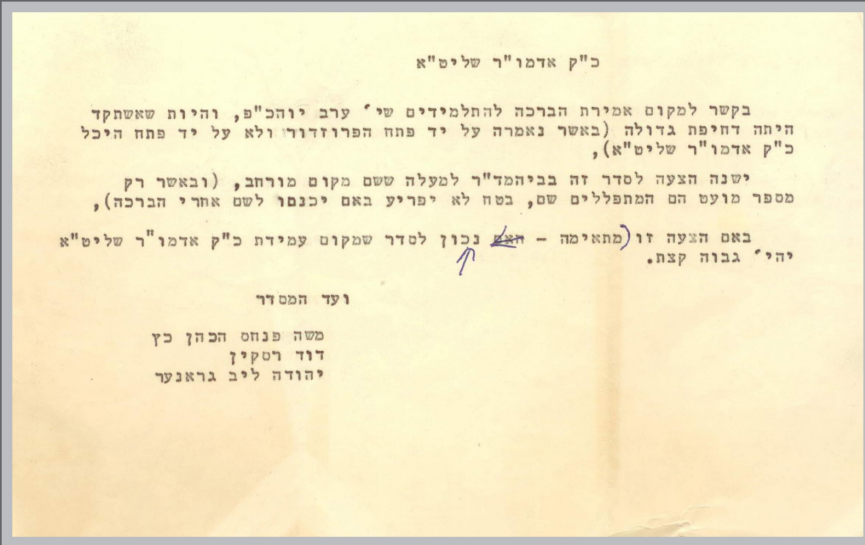 כ"ק אדמו"ר שליט"א
בקשר למקום אמירת הברכה להתלמידים שי' ערב יוהכ"פ, והיות שאשתקד
היתה דחיפת גדולה (באשר נאמרה על יד פתח הפרוזדור ולא על יד פתח היכל
כ"ק אדמו"ר שליט"א),
ישנה הצעה לסדר זה בביהמד"ר למעלה ששם מקום מורחב, (ובאשר רק
מספר מועט הם המתפללים שם, בטח לא יפריע באם יכנסו לשם אחרי הברכה),
באם הצעה זו (מתאימה - האם נכון לסדר שמקום עמידת כ"ק אדמו"ר שליט"א
יהי' גבוה קצת.
ועד המסדר
משה פנחס הכהן כץ
דוד רסקין
יהודה ליב גראנער